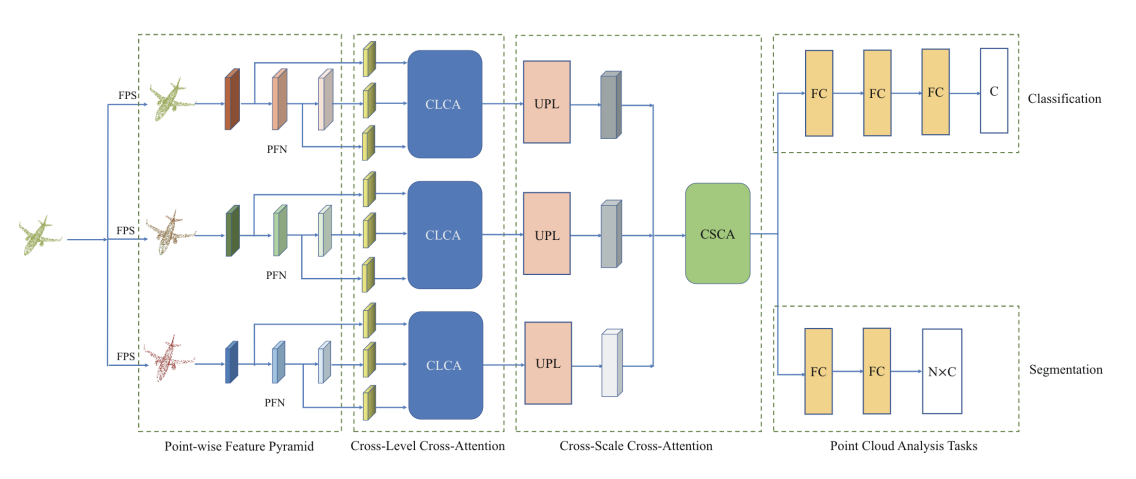 FPS
PFN
CLCA
UPL
FC
FC
FC
C
Classification
FPS
PFN
CLCA
UPL
CSCA
FPS
PFN
CLCA
UPL
FC
FC
N×C
Segmentation
Point-wise Feature Pyramid
Cross-Level Cross-Attention
Cross-Scale Cross-Attention
Point Cloud Analysis Tasks